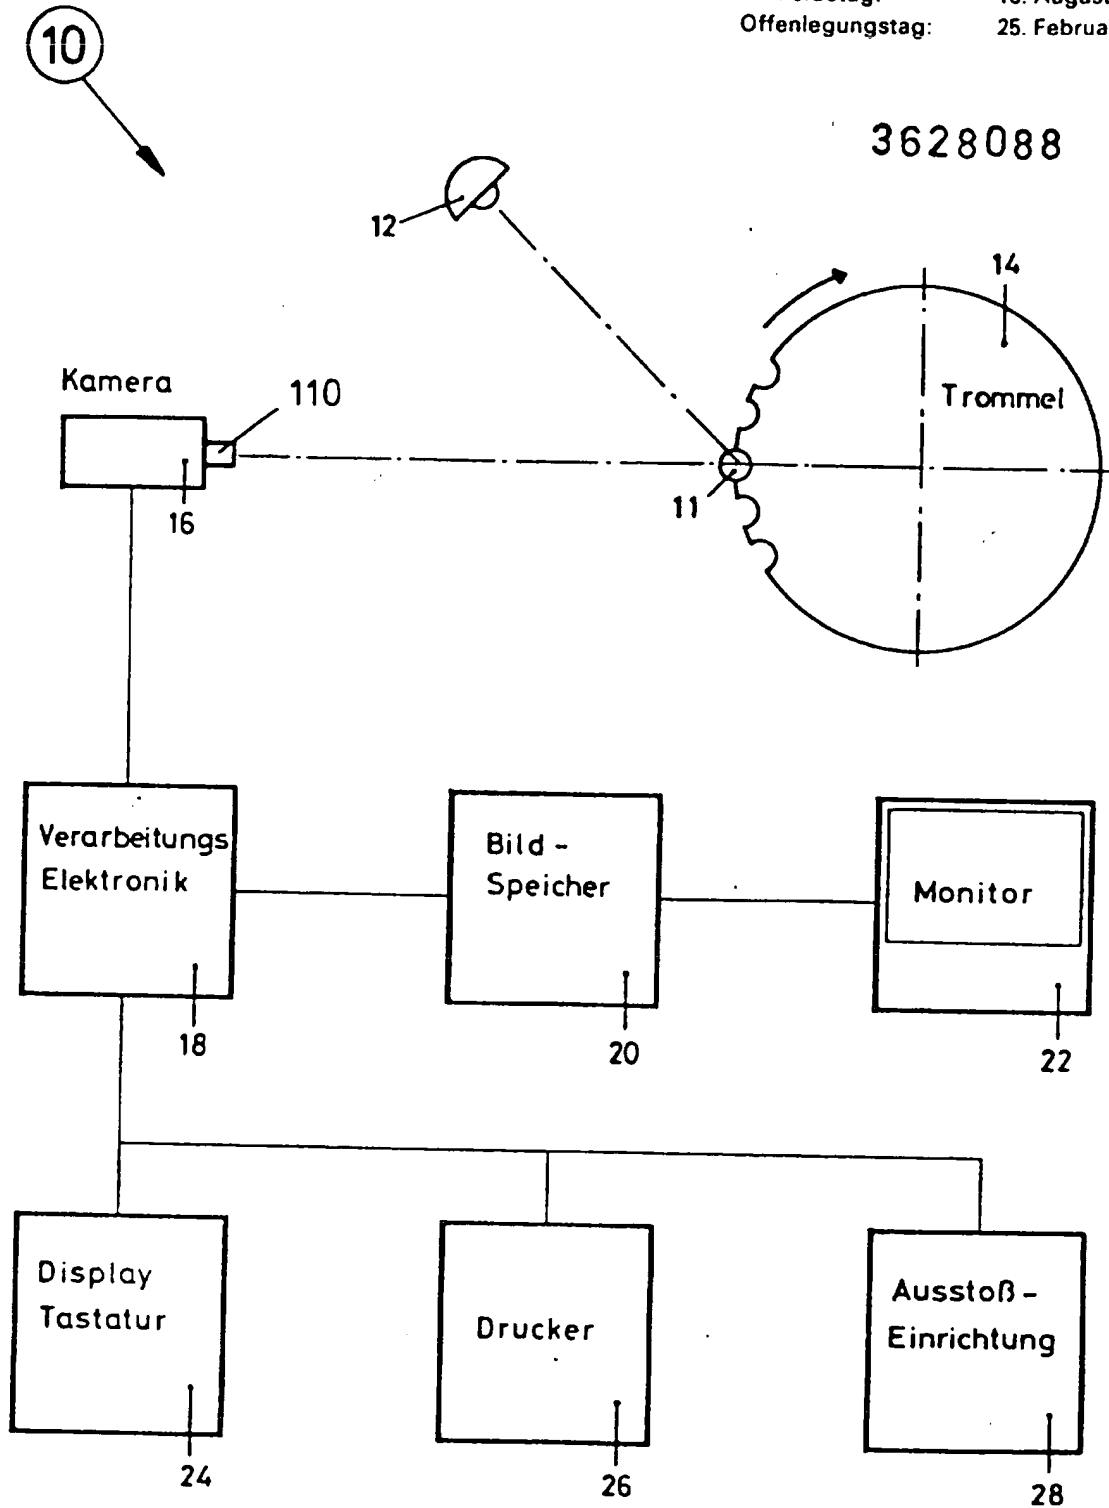 Offenlegungstag: 25. Februa
10
3628088
12
14
Kamera
110
Trommel
16
11
Verarbeitungs
Elektronik
Bild-
Speicher
Monitor
18
20
22
Display
Tastatur
Drucker
Ausstoß-
Einrichtung
24
26
28